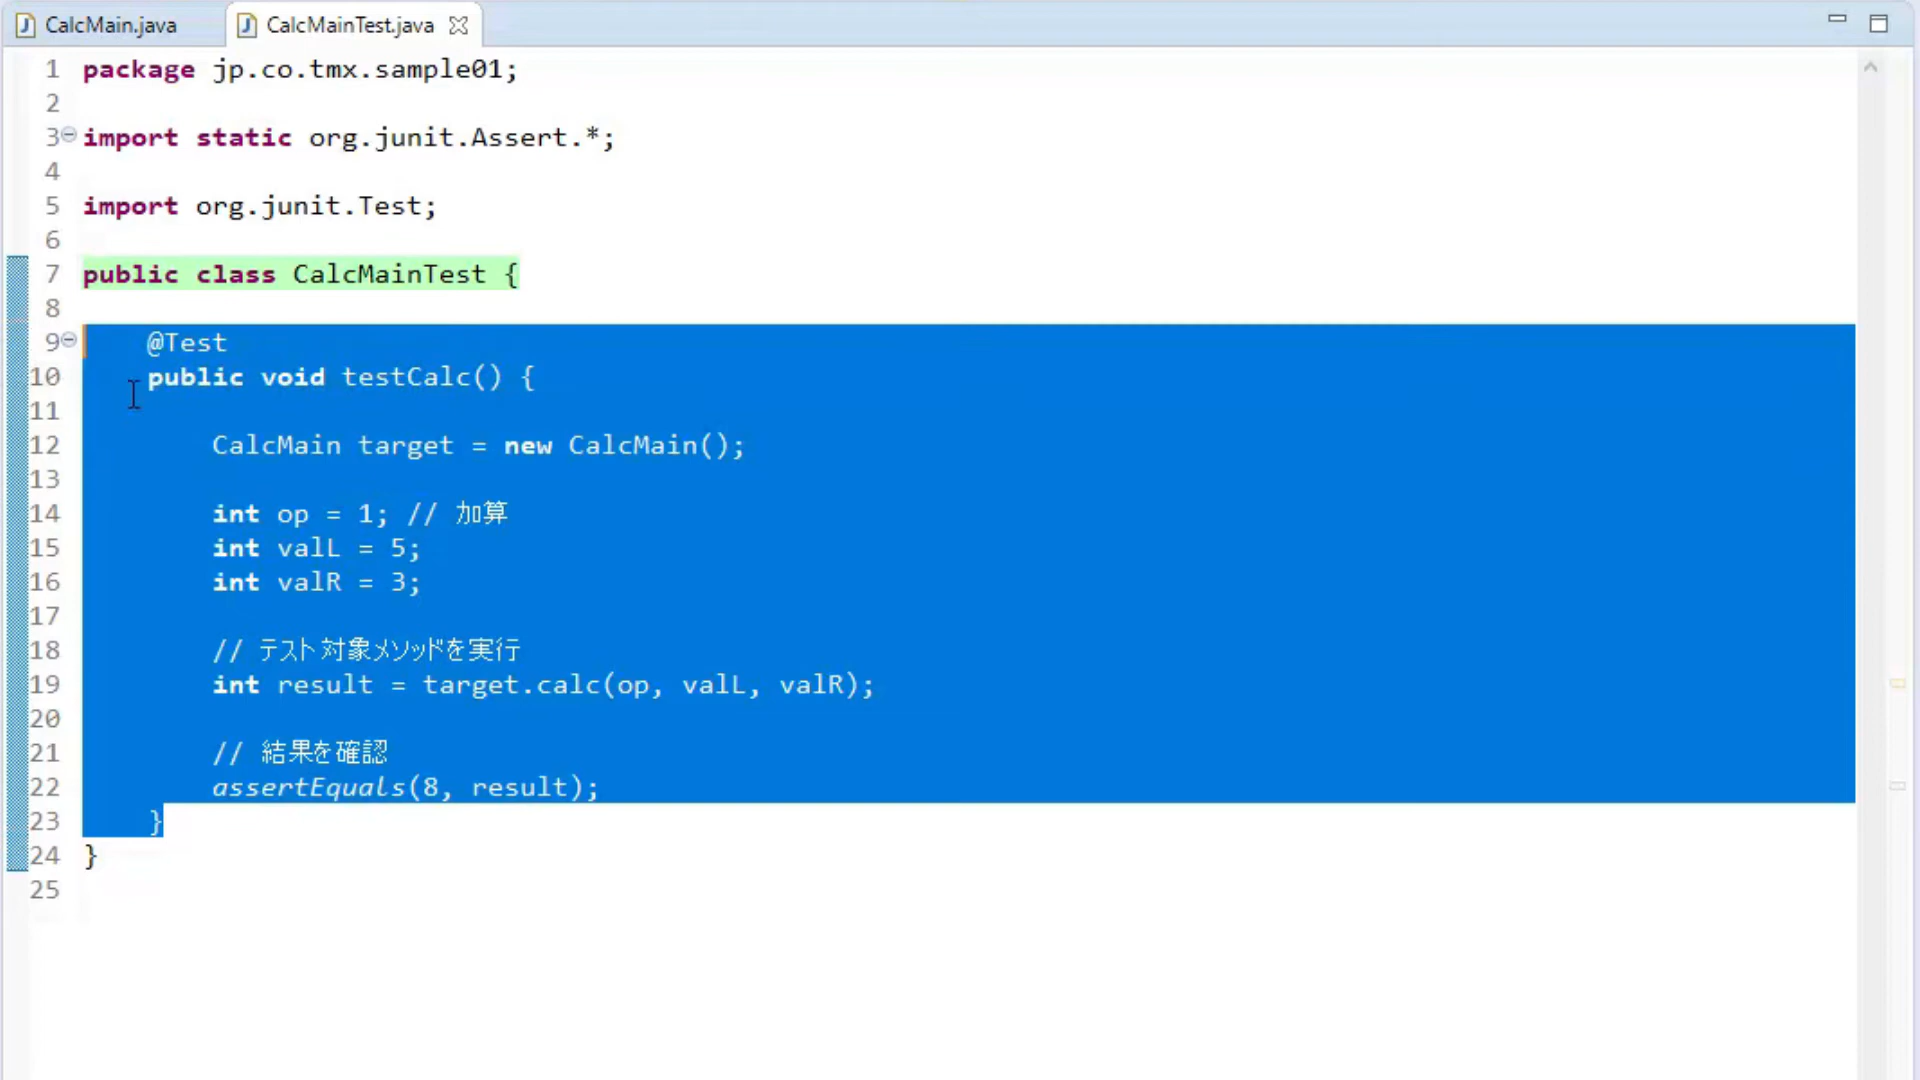 CalcMain.java CalcMainTest.java
1 package jp.co.tmx.sample01;
2
3 import static org.junit.Assert.*;
4
5 import org.junit.Test;
6
7 public class CalcMainTest {
8
9 @Test
10 public void testCalc() {
11
12 CalcMain target = new CalcMain();
13
14 int op = 1; // 加算
15 int valL = 5;
16 int valR = 3;
17
18 // テスト対象メソッドを実行
19 int result = target.calc(op, valL, valR);
20
21 // 結果を確認
22 assertEquals(8, result);
23 }
24 }
25